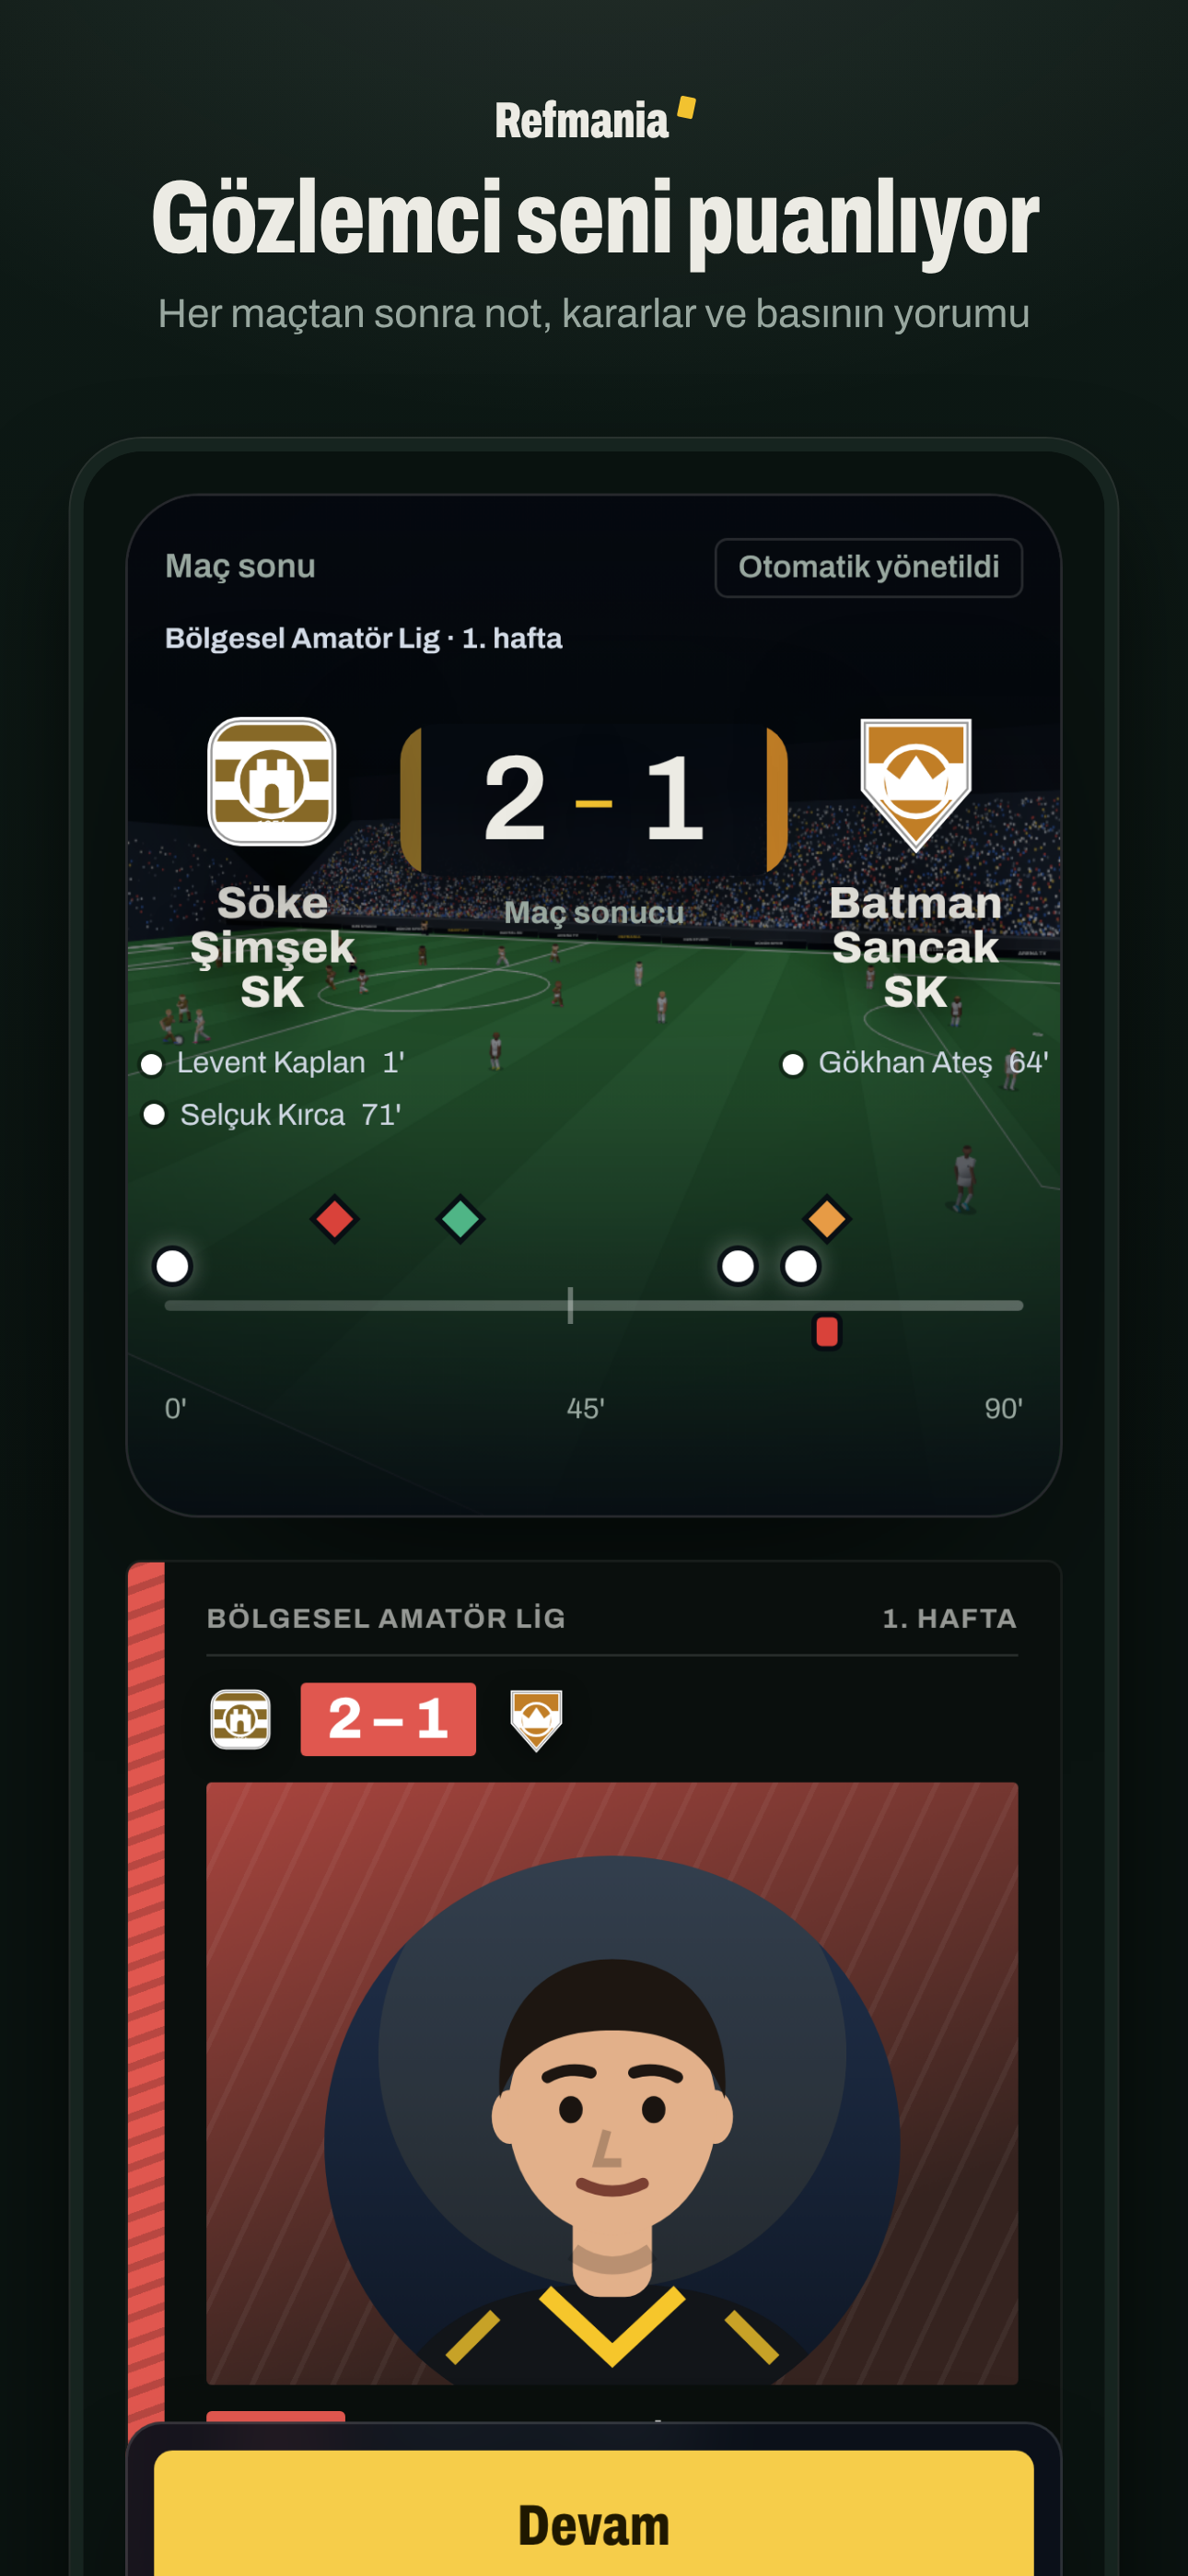 Refmania
Gözlemci seni puanlıyor
Her maçtan sonra not, kararlar ve basının yorumu
Maç sonu
Otomatik yönetildi
Bölgesel Amatör Lig · 1. hafta
2 – 1
Maç sonucu
Söke
Şimşek
SK
Batman
Sancak
SK
Levent Kaplan 1'
Selçuk Kırca 71'
Gökhan Ateş 64'
0'
45'
90'
BÖLGESEL AMATÖR LİG
1. HAFTA
2 – 1
Devam